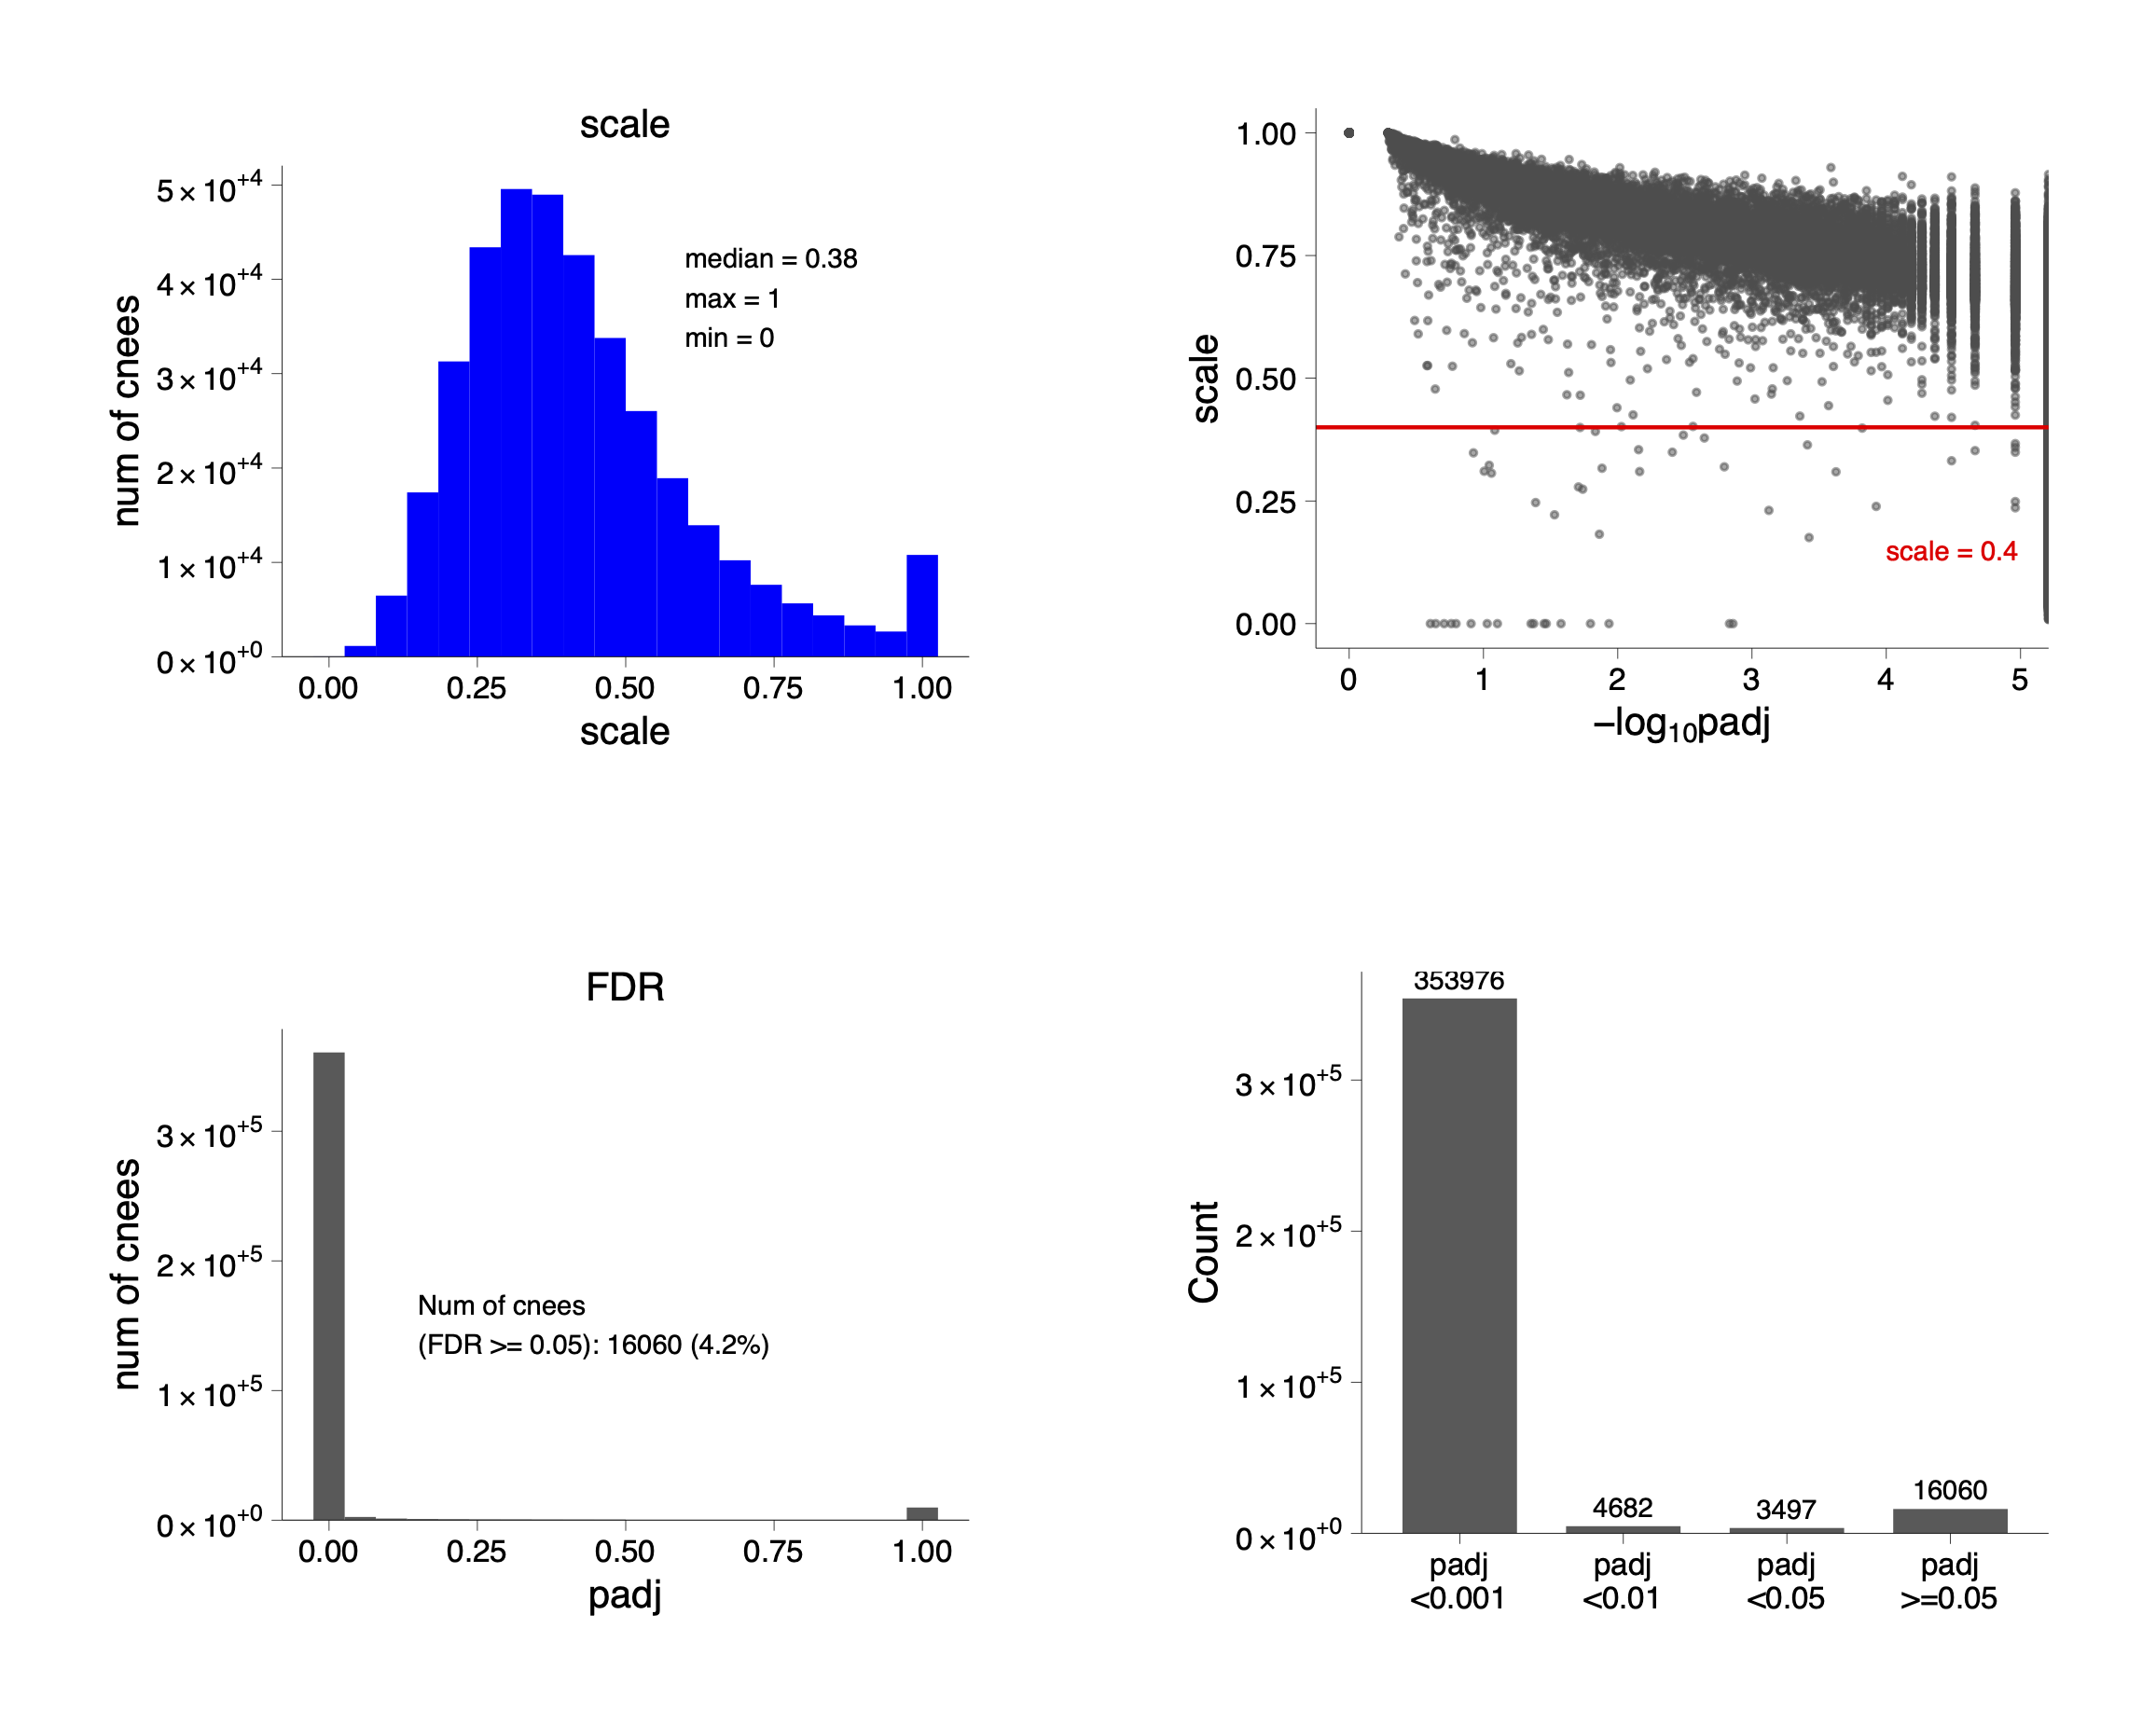 scale
5×10⁺⁴
4×10⁺⁴
3×10⁺⁴
2×10⁺⁴
1×10⁺⁴
0×10⁺⁰
num of cnees
median = 0.38
max = 1
min = 0
0.00 0.25 0.50 0.75 1.00
scale
1.00
0.75
0.50
0.25
0.00
scale
scale = 0.4
0 1 2 3 4 5
−log₁₀padj
FDR
3×10⁺⁵
2×10⁺⁵
1×10⁺⁵
0×10⁺⁰
num of cnees
Num of cnees
(FDR >= 0.05): 16060 (4.2%)
0.00 0.25 0.50 0.75 1.00
padj
353976
3×10⁺⁵
2×10⁺⁵
1×10⁺⁵
0×10⁺⁰
Count
4682
3497
16060
padj padj padj padj
<0.001 <0.01 <0.05 >=0.05